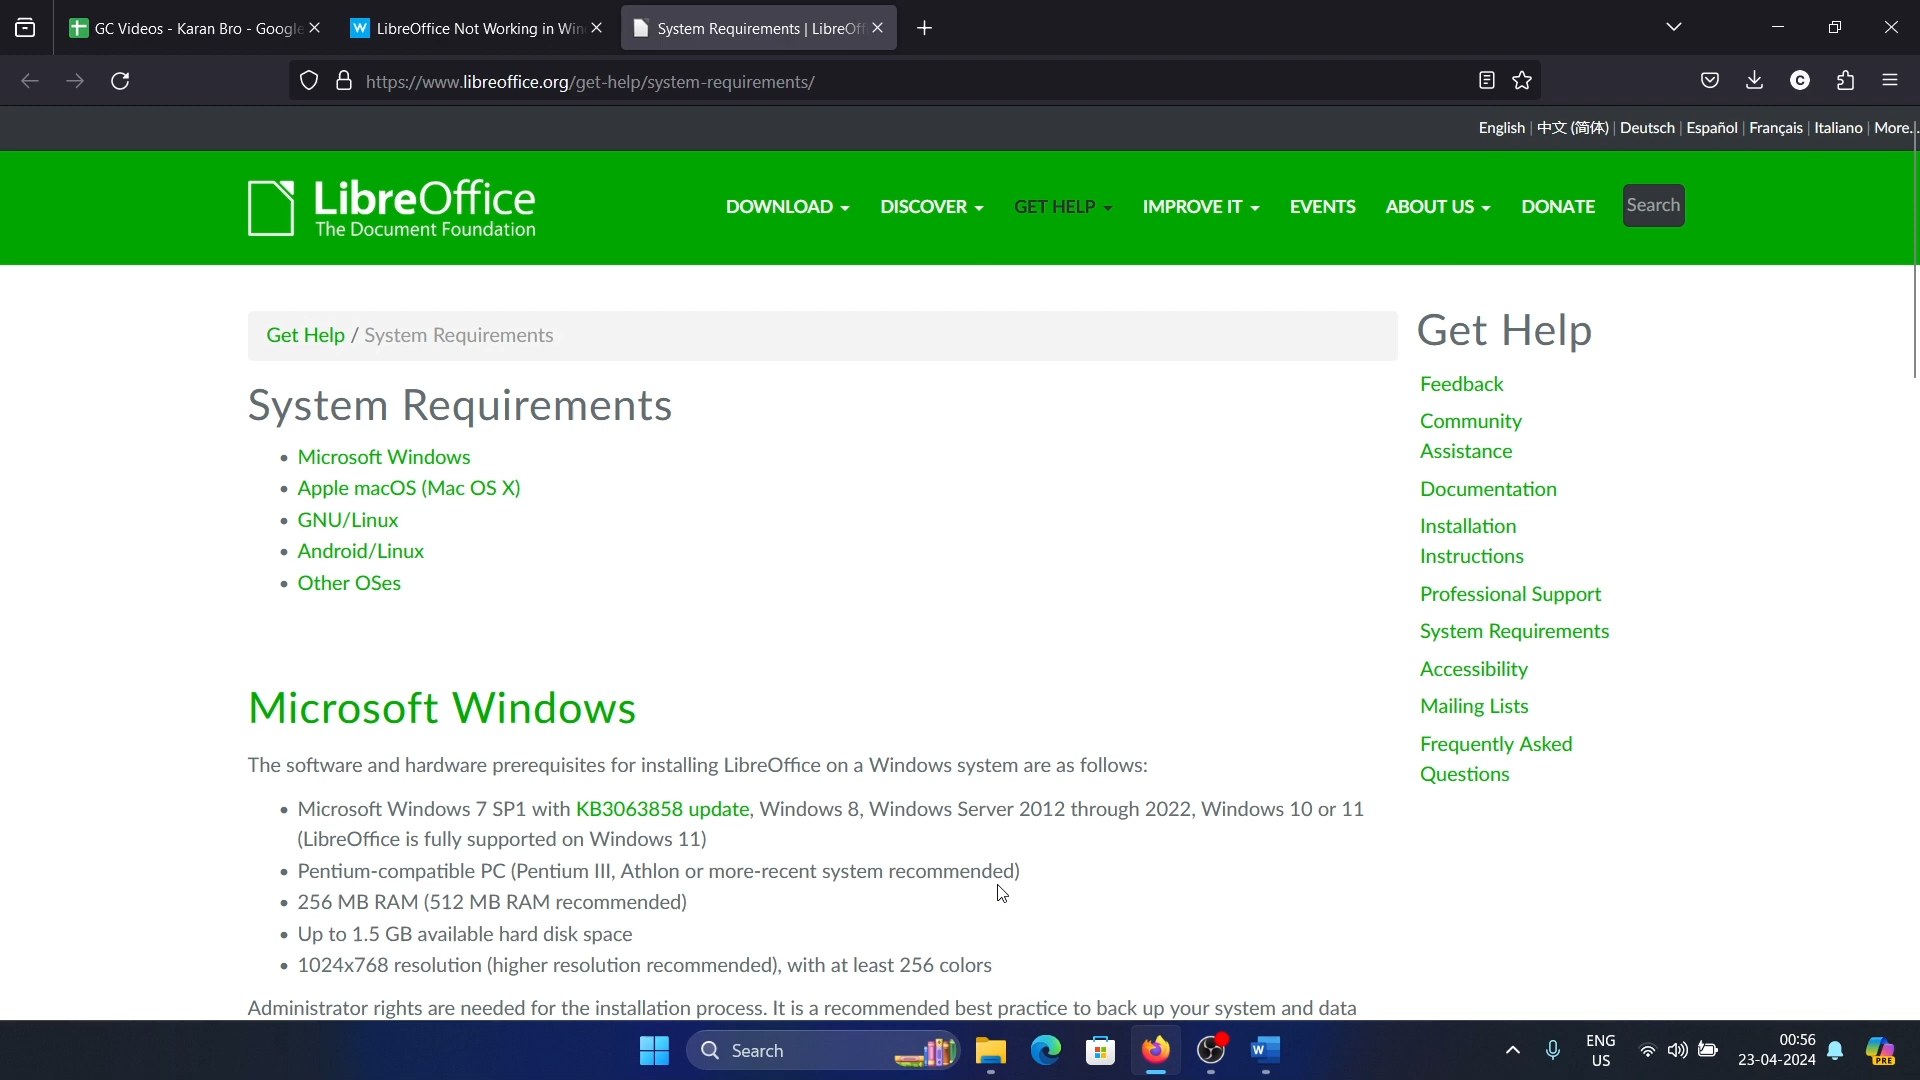 GC Videos - Karan Bro - Google
LibreOffice Not Working in Win
System Requirements | LibreOff
https://www.libreoffice.org/get-help/system-requirements/
English | 中文 (简体) | Deutsch | Español | Français | Italiano | More...
LibreOffice
The Document Foundation
DOWNLOAD DISCOVER GET HELP IMPROVE IT EVENTS ABOUT US DONATE Search
Get Help / System Requirements
System Requirements
• Microsoft Windows
• Apple macOS (Mac OS X)
• GNU/Linux
• Android/Linux
• Other OSes
Microsoft Windows
The software and hardware prerequisites for installing LibreOffice on a Windows system are as follows:
• Microsoft Windows 7 SP1 with KB3063858 update, Windows 8, Windows Server 2012 through 2022, Windows 10 or 11
(LibreOffice is fully supported on Windows 11)
• Pentium-compatible PC (Pentium III, Athlon or more-recent system recommended)
• 256 MB RAM (512 MB RAM recommended)
• Up to 1.5 GB available hard disk space
• 1024x768 resolution (higher resolution recommended), with at least 256 colors
Administrator rights are needed for the installation process. It is a recommended best practice to back up your system and data
Get Help
Feedback
Community
Assistance
Documentation
Installation
Instructions
Professional Support
System Requirements
Accessibility
Mailing Lists
Frequently Asked
Questions
Search
ENG
US
00:56
23-04-2024
PRE